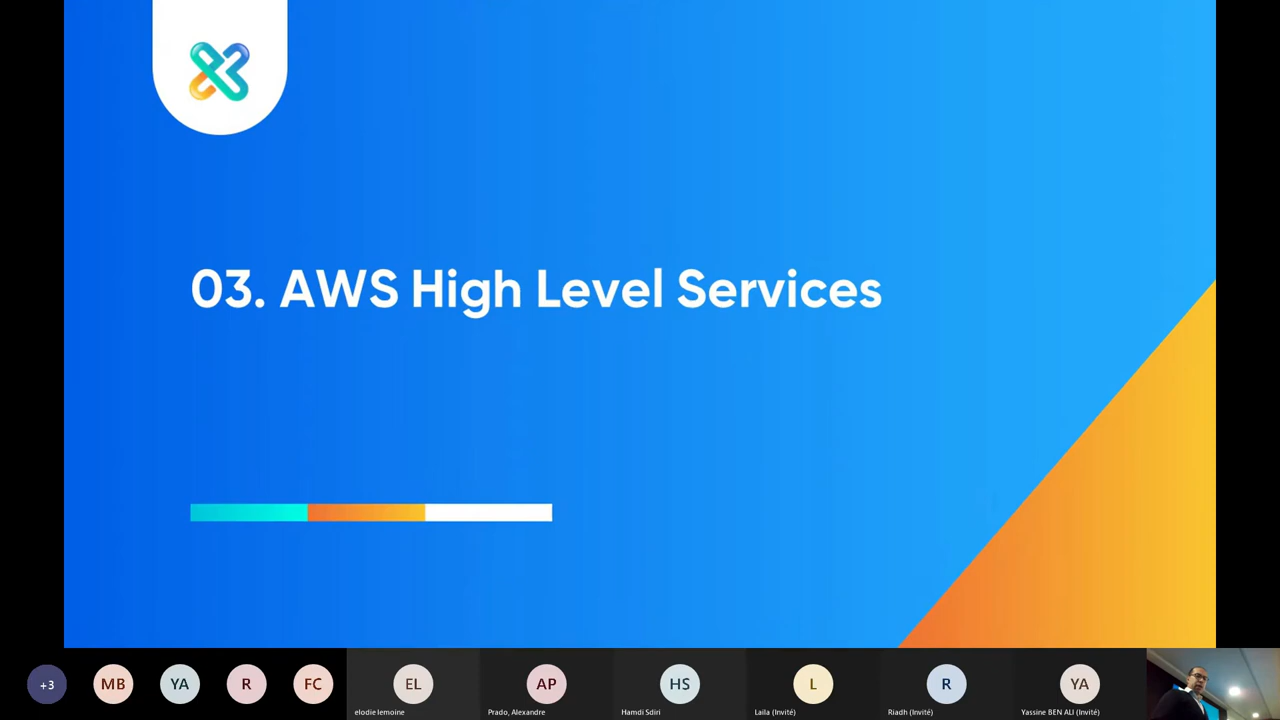 03. AWS High Level Services
+3
MB
YA
R
FC
EL
AP
HS
L
R
YA
elodie lemoine
Prado, Alexandre
Hamdi Sdiri
Laila (Invité)
Riadh (Invité)
Yassine BEN ALI (Invité)